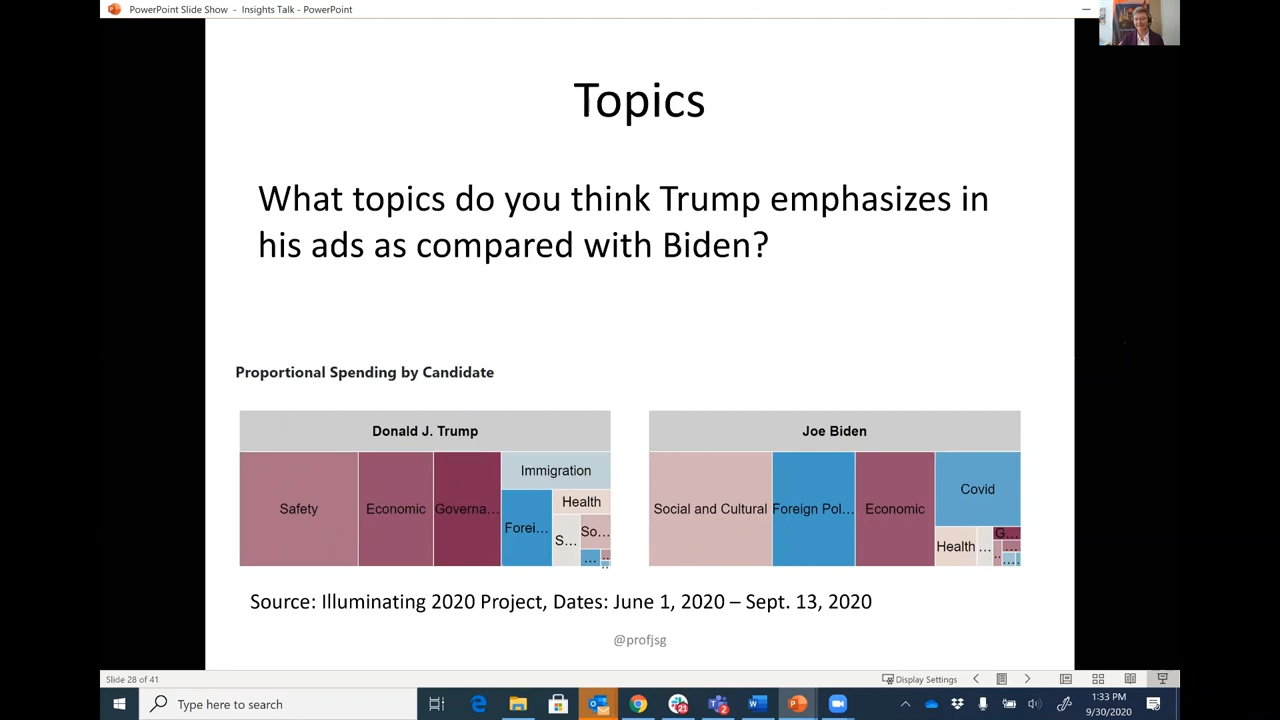 PowerPoint Slide Show - Insights Talk - PowerPoint
Topics
What topics do you think Trump emphasizes in
his ads as compared with Biden?
Proportional Spending by Candidate
Donald J. Trump
Safety
Economic
Governa...
Immigration
Forei...
Health
S...
So...
...
Joe Biden
Social and Cultural
Foreign Pol...
Economic
Covid
Health
...
G...
...
Source: Illuminating 2020 Project, Dates: June 1, 2020 – Sept. 13, 2020
@profjsg
Slide 28 of 41
Display Settings
Type here to search
1:33 PM
9/30/2020